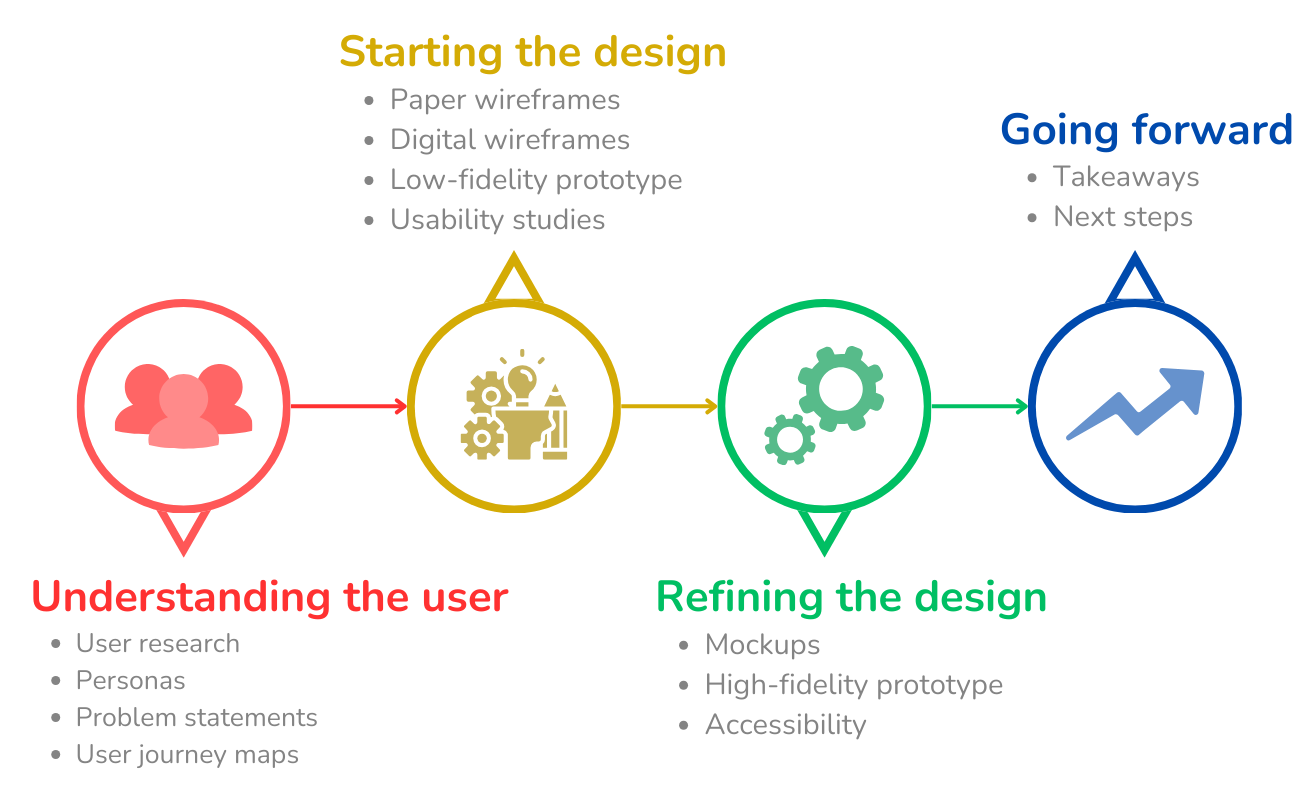 Starting the design
• Paper wireframes
• Digital wireframes
• Low-fidelity prototype
• Usability studies
Going forward
• Takeaways
• Next steps
Understanding the user
• User research
• Personas
• Problem statements
• User journey maps
Refining the design
• Mockups
• High-fidelity prototype
• Accessibility